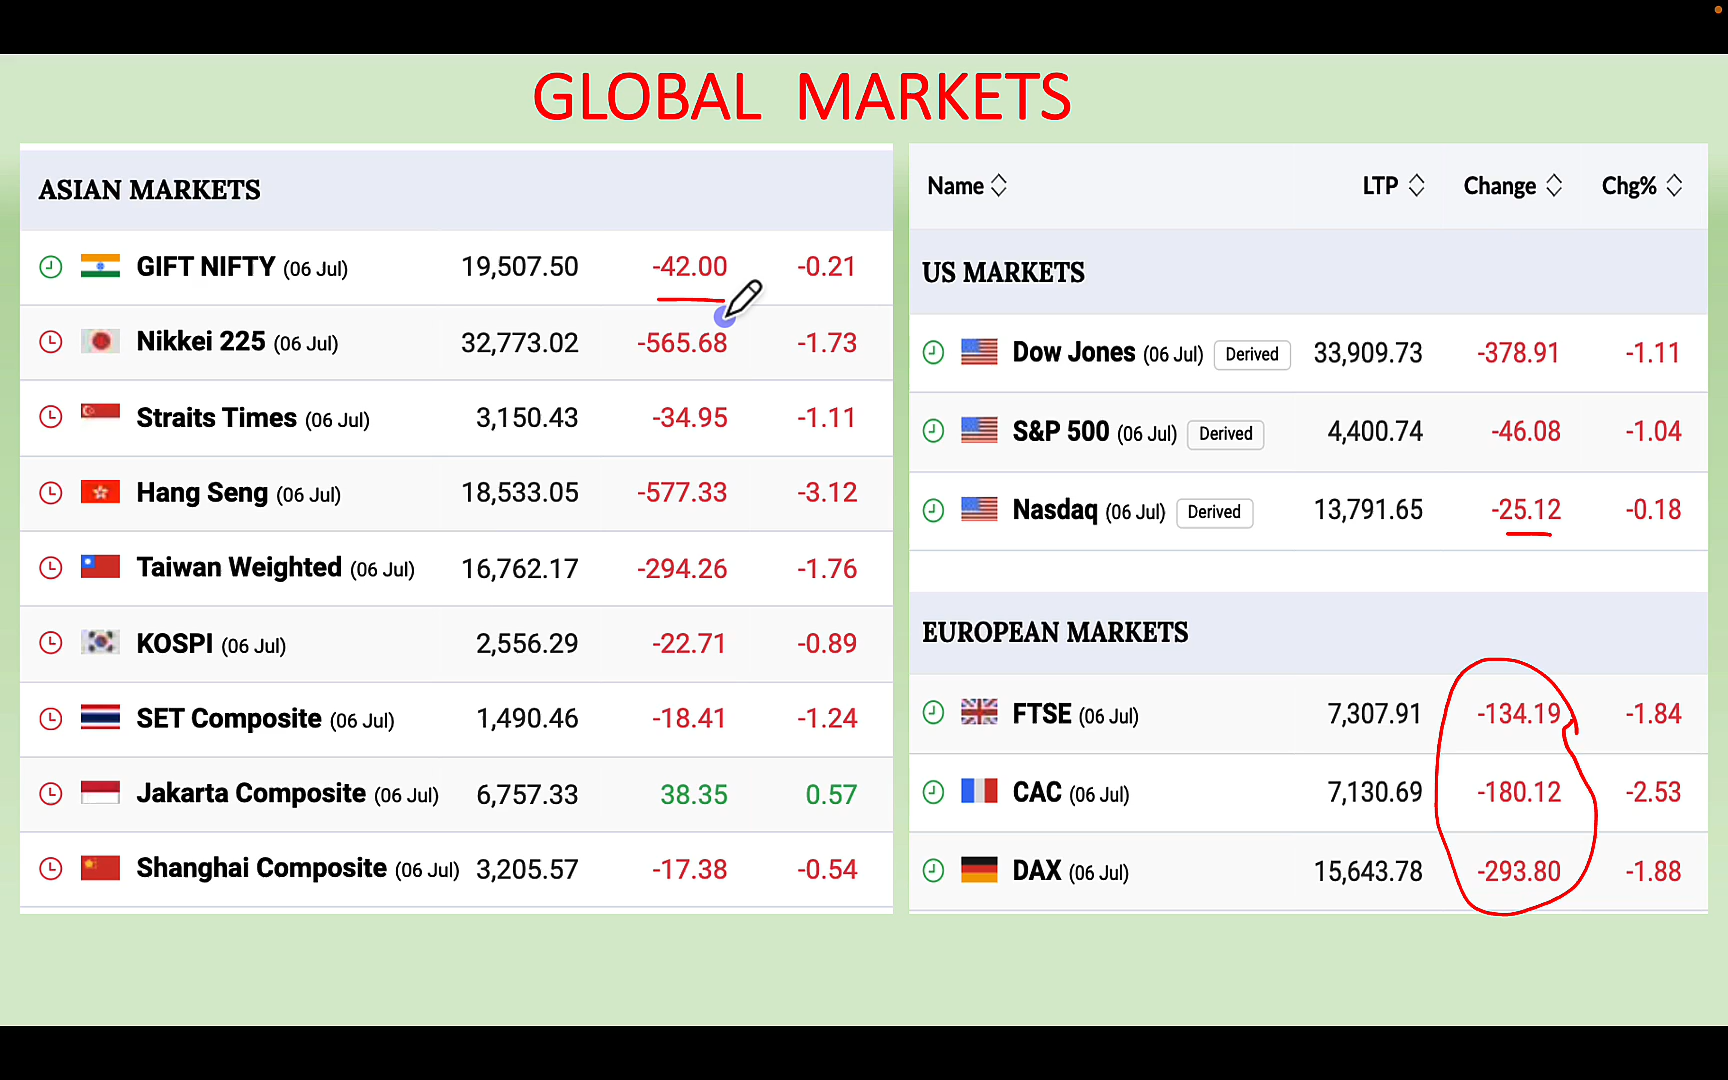 GLOBAL MARKETS
ASIAN MARKETS
GIFT NIFTY (06 Jul) 19,507.50 -42.00 -0.21
Nikkei 225 (06 Jul) 32,773.02 -565.68 -1.73
Straits Times (06 Jul) 3,150.43 -34.95 -1.11
Hang Seng (06 Jul) 18,533.05 -577.33 -3.12
Taiwan Weighted (06 Jul) 16,762.17 -294.26 -1.76
KOSPI (06 Jul) 2,556.29 -22.71 -0.89
SET Composite (06 Jul) 1,490.46 -18.41 -1.24
Jakarta Composite (06 Jul) 6,757.33 38.35 0.57
Shanghai Composite (06 Jul) 3,205.57 -17.38 -0.54
Name LTP Change Chg%
US MARKETS
Dow Jones (06 Jul) Derived 33,909.73 -378.91 -1.11
S&P 500 (06 Jul) Derived 4,400.74 -46.08 -1.04
Nasdaq (06 Jul) Derived 13,791.65 -25.12 -0.18
EUROPEAN MARKETS
FTSE (06 Jul) 7,307.91 -134.19 -1.84
CAC (06 Jul) 7,130.69 -180.12 -2.53
DAX (06 Jul) 15,643.78 -293.80 -1.88